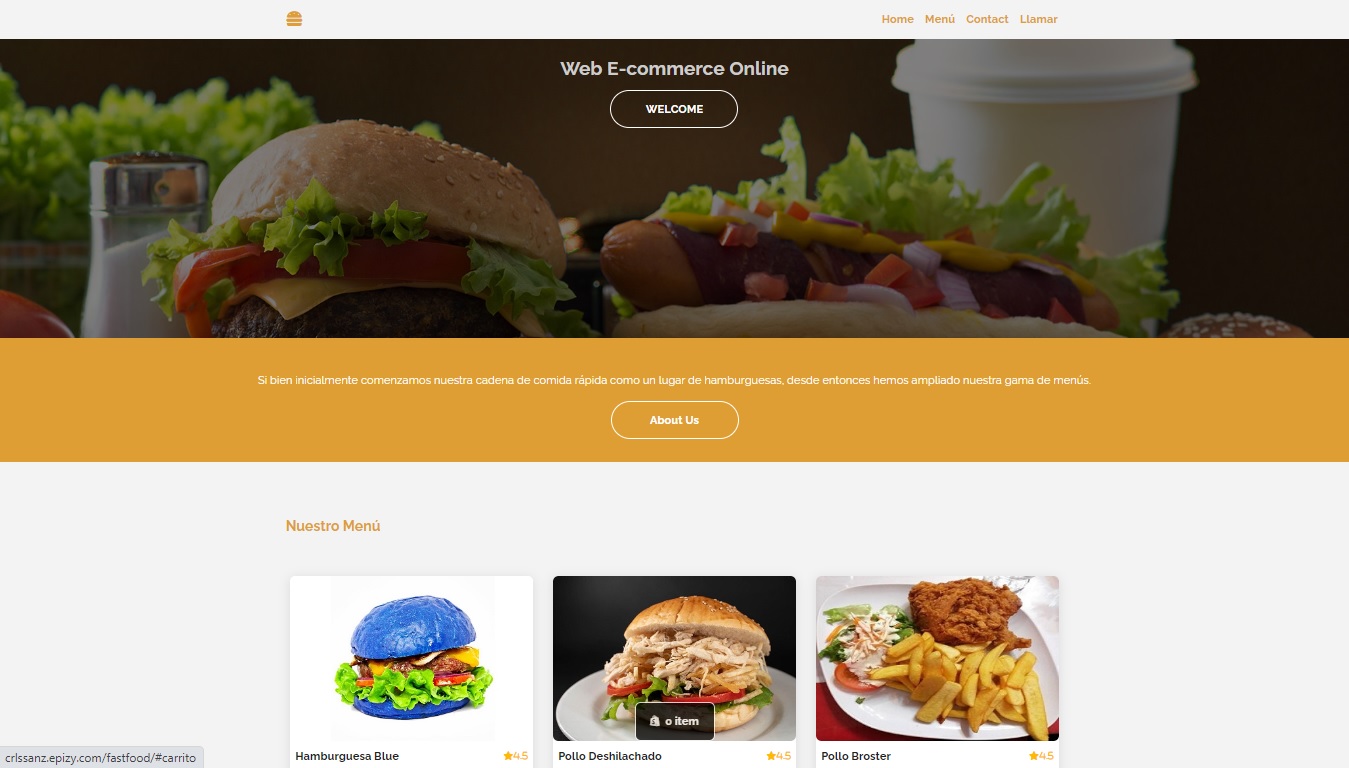 Home Menú Contact Llamar
Web E-commerce Online
WELCOME
Si bien inicialmente comenzamos nuestra cadena de comida rápida como un lugar de hamburguesas, desde entonces hemos ampliado nuestra gama de menús.
About Us
Nuestro Menú
0 item
Hamburguesa Blue 4.5
Pollo Deshilachado 4.5
Pollo Broster 4.5
crlssanz.epizy.com/fastfood/#carrito